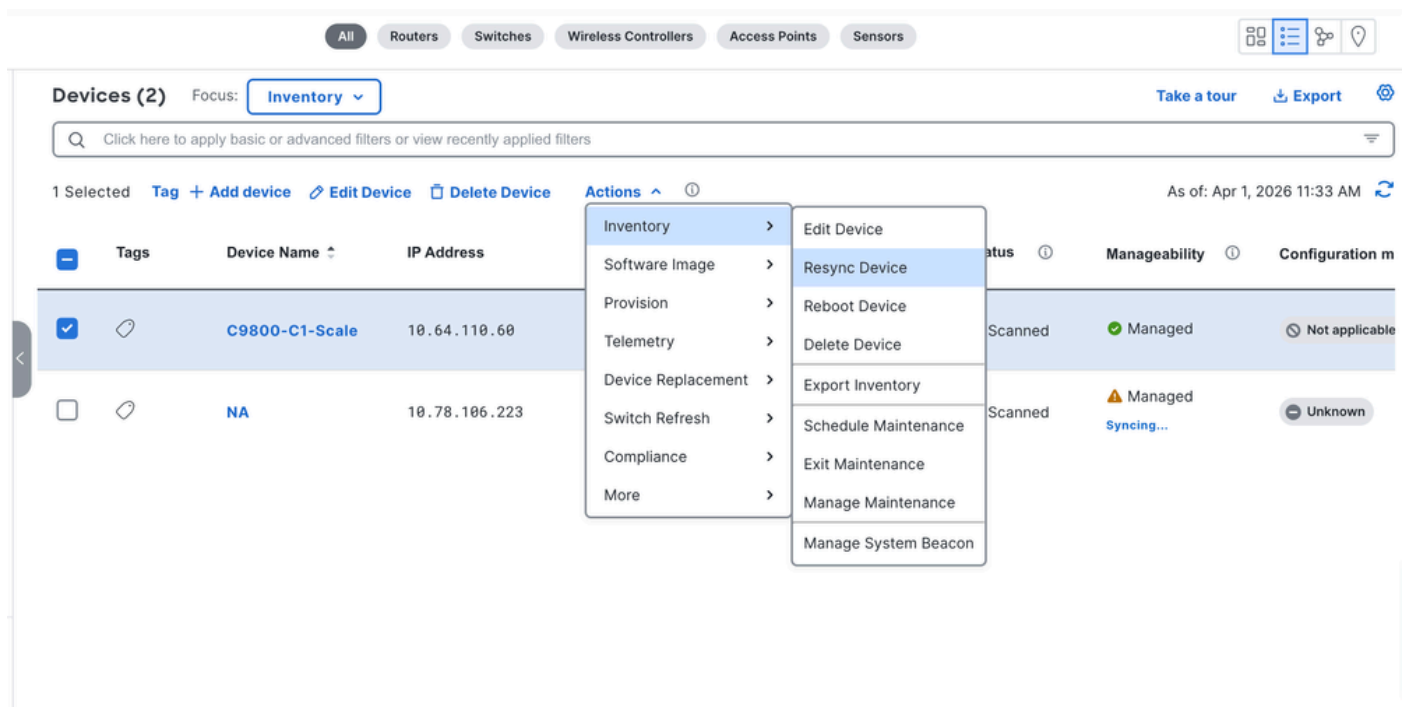 All Routers Switches Wireless Controllers Access Points Sensors
Devices (2) Focus: Inventory Take a tour Export
Click here to apply basic or advanced filters or view recently applied filters
1 Selected Tag + Add device Edit Device Delete Device Actions As of: Apr 1, 2026 11:33 AM
Tags Device Name IP Address atus Manageability Configuration m
C9800-C1-Scale 10.64.110.60 Scanned Managed Not applicable
NA 10.78.106.223 Scanned Managed Unknown
Syncing...
Inventory
Software Image
Provision
Telemetry
Device Replacement
Switch Refresh
Compliance
More
Edit Device
Resync Device
Reboot Device
Delete Device
Export Inventory
Schedule Maintenance
Exit Maintenance
Manage Maintenance
Manage System Beacon